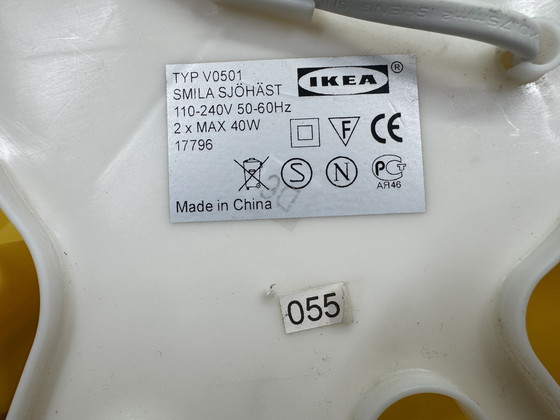 TYP V0501
SMILA SJÖHÄST
110-240V 50-60Hz
2 x MAX 40W
17796
IKEA ®
F CE
S N PCT
АЯ46
Made in China
055